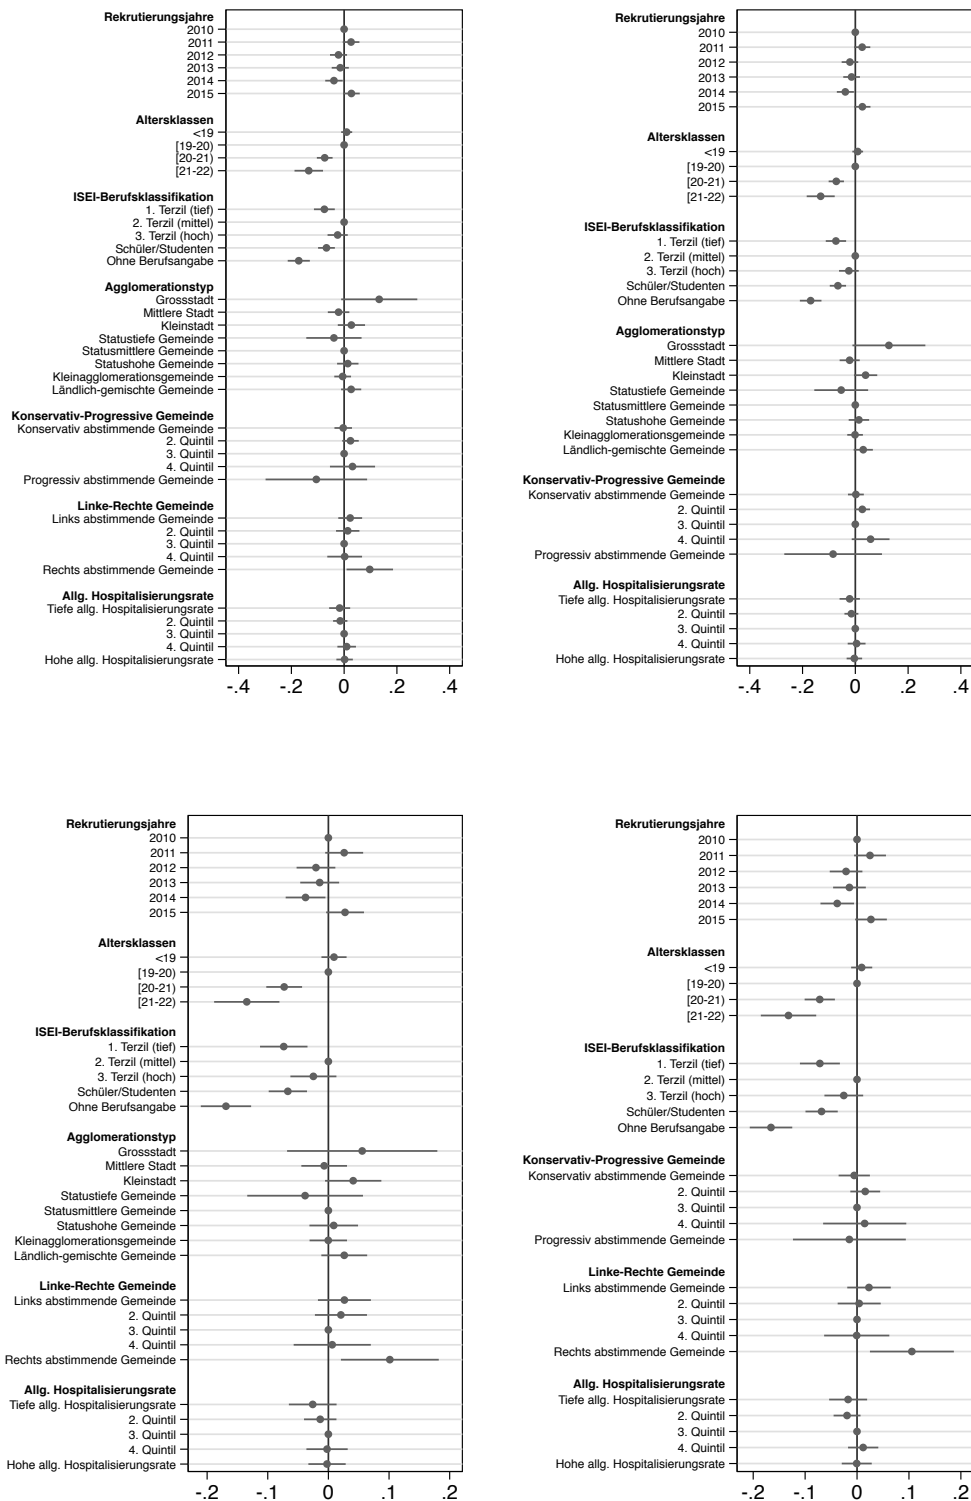 Rekrutierungsjahre
2010
2011
2012
2013
2014
2015
Altersklassen
<19
[19-20)
[20-21)
[21-22)
ISEI-Berufsklassifikation
1. Terzil (tief)
2. Terzil (mittel)
3. Terzil (hoch)
Schüler/Studenten
Ohne Berufsangabe
Agglomerationstyp
Grossstadt
Mittlere Stadt
Kleinstadt
Statustiefe Gemeinde
Statusmittlere Gemeinde
Statushohe Gemeinde
Kleinagglomerationsgemeinde
Ländlich-gemischte Gemeinde
Konservativ-Progressive Gemeinde
Konservativ abstimmende Gemeinde
2. Quintil
3. Quintil
4. Quintil
Progressiv abstimmende Gemeinde
Linke-Rechte Gemeinde
Links abstimmende Gemeinde
2. Quintil
3. Quintil
4. Quintil
Rechts abstimmende Gemeinde
Allg. Hospitalisierungsrate
Tiefe allg. Hospitalisierungsrate
2. Quintil
3. Quintil
4. Quintil
Hohe allg. Hospitalisierungsrate
-.4 -.2 0 .2 .4
Rekrutierungsjahre
2010
2011
2012
2013
2014
2015
Altersklassen
<19
[19-20)
[20-21)
[21-22)
ISEI-Berufsklassifikation
1. Terzil (tief)
2. Terzil (mittel)
3. Terzil (hoch)
Schüler/Studenten
Ohne Berufsangabe
Agglomerationstyp
Grossstadt
Mittlere Stadt
Kleinstadt
Statustiefe Gemeinde
Statusmittlere Gemeinde
Statushohe Gemeinde
Kleinagglomerationsgemeinde
Ländlich-gemischte Gemeinde
Konservativ-Progressive Gemeinde
Konservativ abstimmende Gemeinde
2. Quintil
3. Quintil
4. Quintil
Progressiv abstimmende Gemeinde
Allg. Hospitalisierungsrate
Tiefe allg. Hospitalisierungsrate
2. Quintil
3. Quintil
4. Quintil
Hohe allg. Hospitalisierungsrate
-.4 -.2 0 .2 .4
Rekrutierungsjahre
2010
2011
2012
2013
2014
2015
Altersklassen
<19
[19-20)
[20-21)
[21-22)
ISEI-Berufsklassifikation
1. Terzil (tief)
2. Terzil (mittel)
3. Terzil (hoch)
Schüler/Studenten
Ohne Berufsangabe
Agglomerationstyp
Grossstadt
Mittlere Stadt
Kleinstadt
Statustiefe Gemeinde
Statusmittlere Gemeinde
Statushohe Gemeinde
Kleinagglomerationsgemeinde
Ländlich-gemischte Gemeinde
Linke-Rechte Gemeinde
Links abstimmende Gemeinde
2. Quintil
3. Quintil
4. Quintil
Rechts abstimmende Gemeinde
Allg. Hospitalisierungsrate
Tiefe allg. Hospitalisierungsrate
2. Quintil
3. Quintil
4. Quintil
Hohe allg. Hospitalisierungsrate
-.2 -.1 0 .1 .2
Rekrutierungsjahre
2010
2011
2012
2013
2014
2015
Altersklassen
<19
[19-20)
[20-21)
[21-22)
ISEI-Berufsklassifikation
1. Terzil (tief)
2. Terzil (mittel)
3. Terzil (hoch)
Schüler/Studenten
Ohne Berufsangabe
Konservativ-Progressive Gemeinde
Konservativ abstimmende Gemeinde
2. Quintil
3. Quintil
4. Quintil
Progressiv abstimmende Gemeinde
Linke-Rechte Gemeinde
Links abstimmende Gemeinde
2. Quintil
3. Quintil
4. Quintil
Rechts abstimmende Gemeinde
Allg. Hospitalisierungsrate
Tiefe allg. Hospitalisierungsrate
2. Quintil
3. Quintil
4. Quintil
Hohe allg. Hospitalisierungsrate
-.2 -.1 0 .1 .2